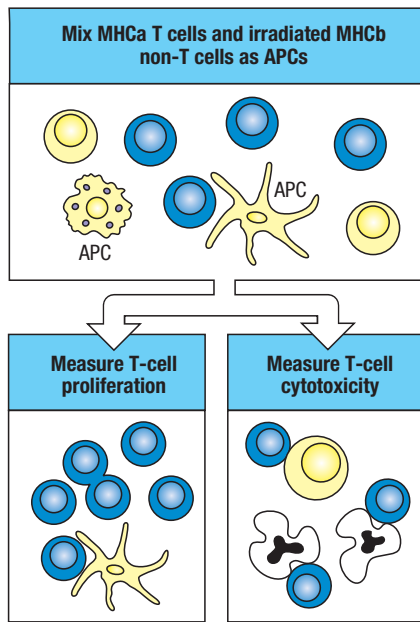 Mix MHCa T cells and irradiated MHCb
non-T cells as APCs
APC
APC
Measure T-cell
proliferation
Measure T-cell
cytotoxicity